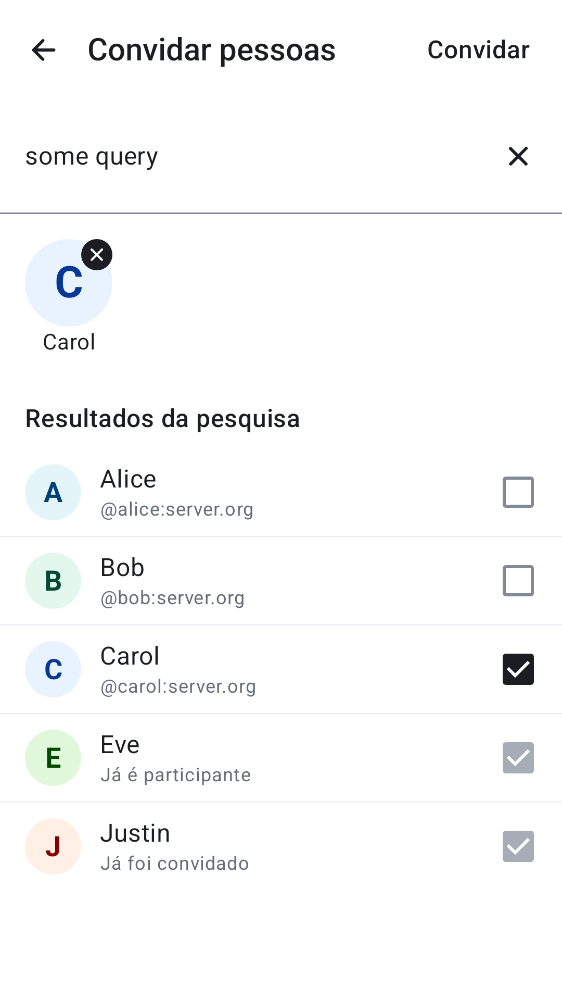 Convidar pessoas
Convidar
some query
C
Carol
Resultados da pesquisa
A
Alice
@alice:server.org
B
Bob
@bob:server.org
C
Carol
@carol:server.org
E
Eve
Já é participante
J
Justin
Já foi convidado